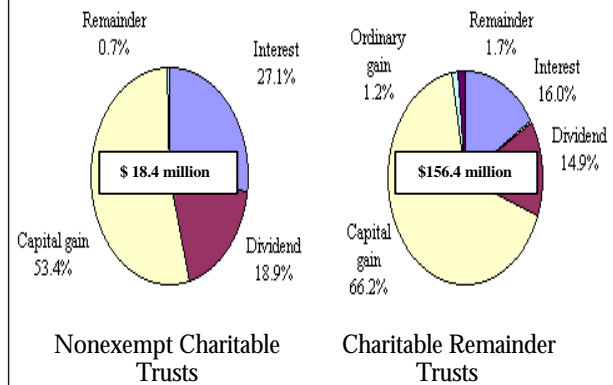 Remainder
0.7%
Interest
27.1%
$ 18.4 million
Capital gain
53.4%
Dividend
18.9%
Nonexempt Charitable
Trusts
Remainder
1.7%
Ordinary
gain
1.2%
Interest
16.0%
Dividend
14.9%
$156.4 million
Capital
gain
66.2%
Charitable Remainder
Trusts